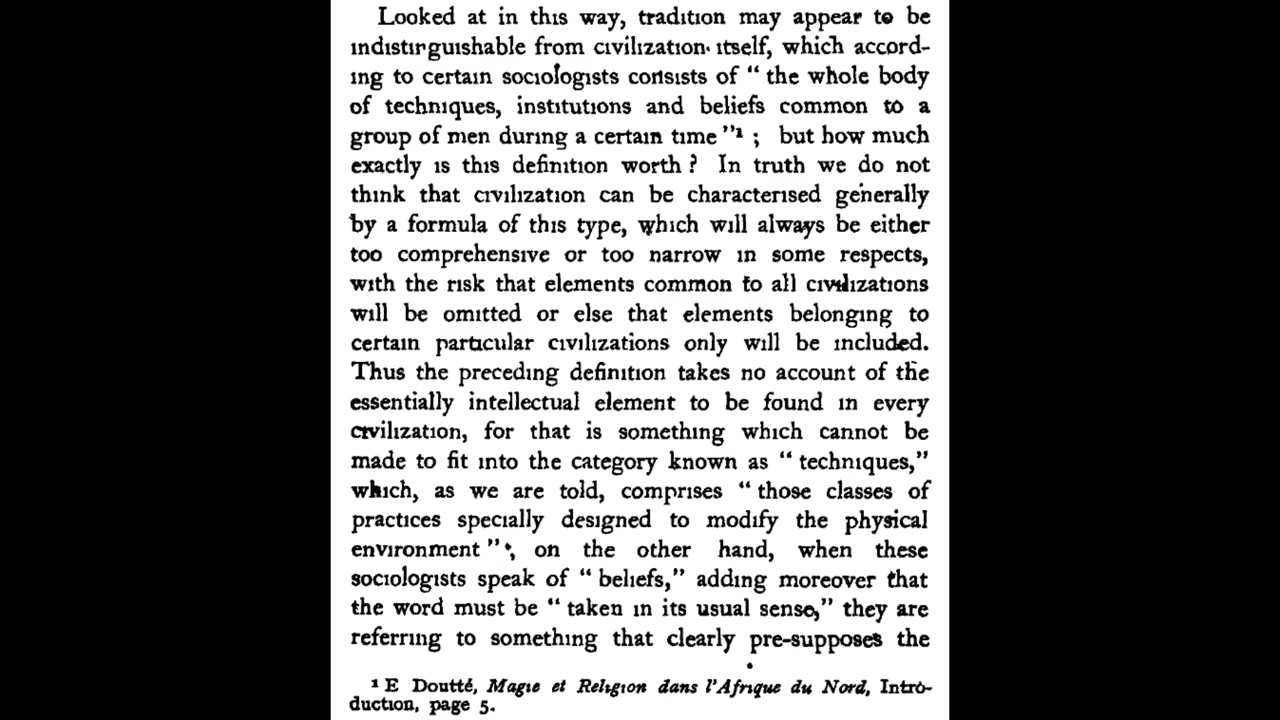 Looked at in this way, tradition may appear to be
indistinguishable from civilization itself, which accord-
ing to certain sociologists consists of “ the whole body
of techniques, institutions and beliefs common to a
group of men during a certain time ”¹ ; but how much
exactly is this definition worth ? In truth we do not
think that civilization can be characterised generally
by a formula of this type, which will always be either
too comprehensive or too narrow in some respects,
with the risk that elements common to all civilizations
will be omitted or else that elements belonging to
certain particular civilizations only will be included.
Thus the preceding definition takes no account of the
essentially intellectual element to be found in every
civilization, for that is something which cannot be
made to fit into the category known as “ techniques,”
which, as we are told, comprises “ those classes of
practices specially designed to modify the physical
environment ” ; on the other hand, when these
sociologists speak of “ beliefs,” adding moreover that
the word must be “ taken in its usual sense,” they are
referring to something that clearly pre-supposes the
¹ E Doutté, Magie et Religion dans l'Afrique du Nord, Intro-
duction, page 5.